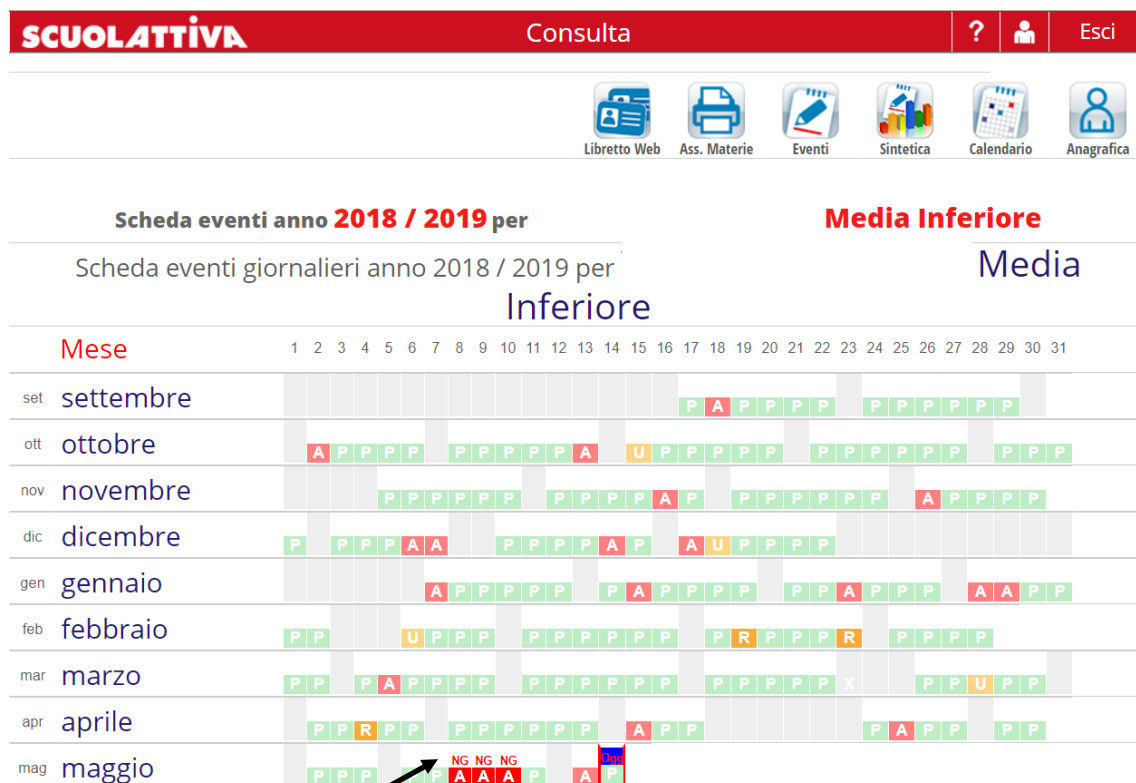 SCUOLATTIVA Consulta ? Esci
Libretto Web Ass. Materie Eventi Sintetica Calendario Anagrafica
Scheda eventi anno 2018 / 2019 per Media Inferiore
Scheda eventi giornalieri anno 2018 / 2019 per Media
Inferiore
Mese 1 2 3 4 5 6 7 8 9 10 11 12 13 14 15 16 17 18 19 20 21 22 23 24 25 26 27 28 29 30 31
set settembre P A P P P P P P P P P P
ott ottobre A P P P P P P P P P A U P P P P P P P P P P P P P P
nov novembre P P P P P P P P P P A P P P P P P P A P P P P
dic dicembre P P P P A A P P P P A P A U P P P P
gen gennaio A P P P P P P A P P P P P P A P P P A A P P
feb febbraio P P U P P P P P P P P P P R P P P R P P P P
mar marzo P P P A P P P P P P P P P P P P P P P X P P U P P
apr aprile P P R P P P P P P P P A P P P A P P P P
NG NG NG Ogg
mag maggio P P P P P A A A P A P